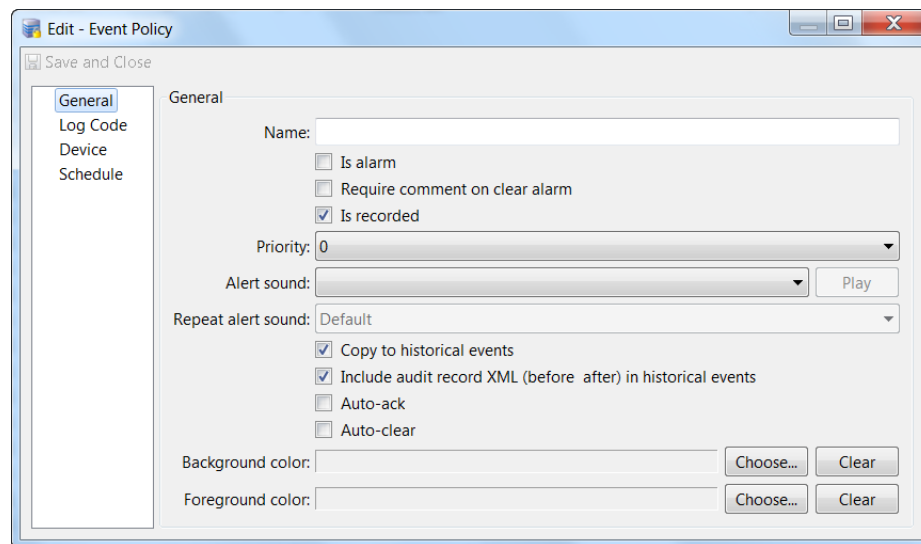 Edit - Event Policy
Save and Close
General
Log Code
Device
Schedule
General
Name:
Is alarm
Require comment on clear alarm
Is recorded
Priority: 0
Alert sound: Play
Repeat alert sound: Default
Copy to historical events
Include audit record XML (before  after) in historical events
Auto-ack
Auto-clear
Background color: Choose... Clear
Foreground color: Choose... Clear